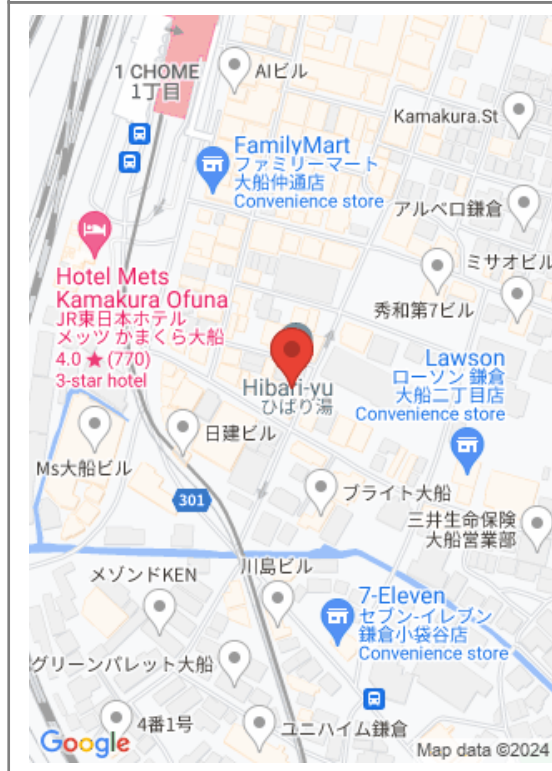 1 CHOME
1丁目
AIビル
Kamakura.St
FamilyMart
ファミリーマート
大船仲通店
Convenience store
アルベロ鎌倉
ミサオビル
Hotel Mets
Kamakura Ofuna
JR東日本ホテル
メッツ かまくら大船
4.0 ★ (770)
3-star hotel
秀和第7ビル
Lawson
ローソン 鎌倉
大船二丁目店
Convenience store
Hibari-yu
ひばり湯
日建ビル
Ms大船ビル
301
ブライト大船
三井生命保険
大船営業部
川島ビル
メゾンドKEN
7-Eleven
セブン-イレブン
鎌倉小袋谷店
Convenience store
グリーンパレット大船
4番1号
ユニハイム鎌倉
Google
Map data ©2024